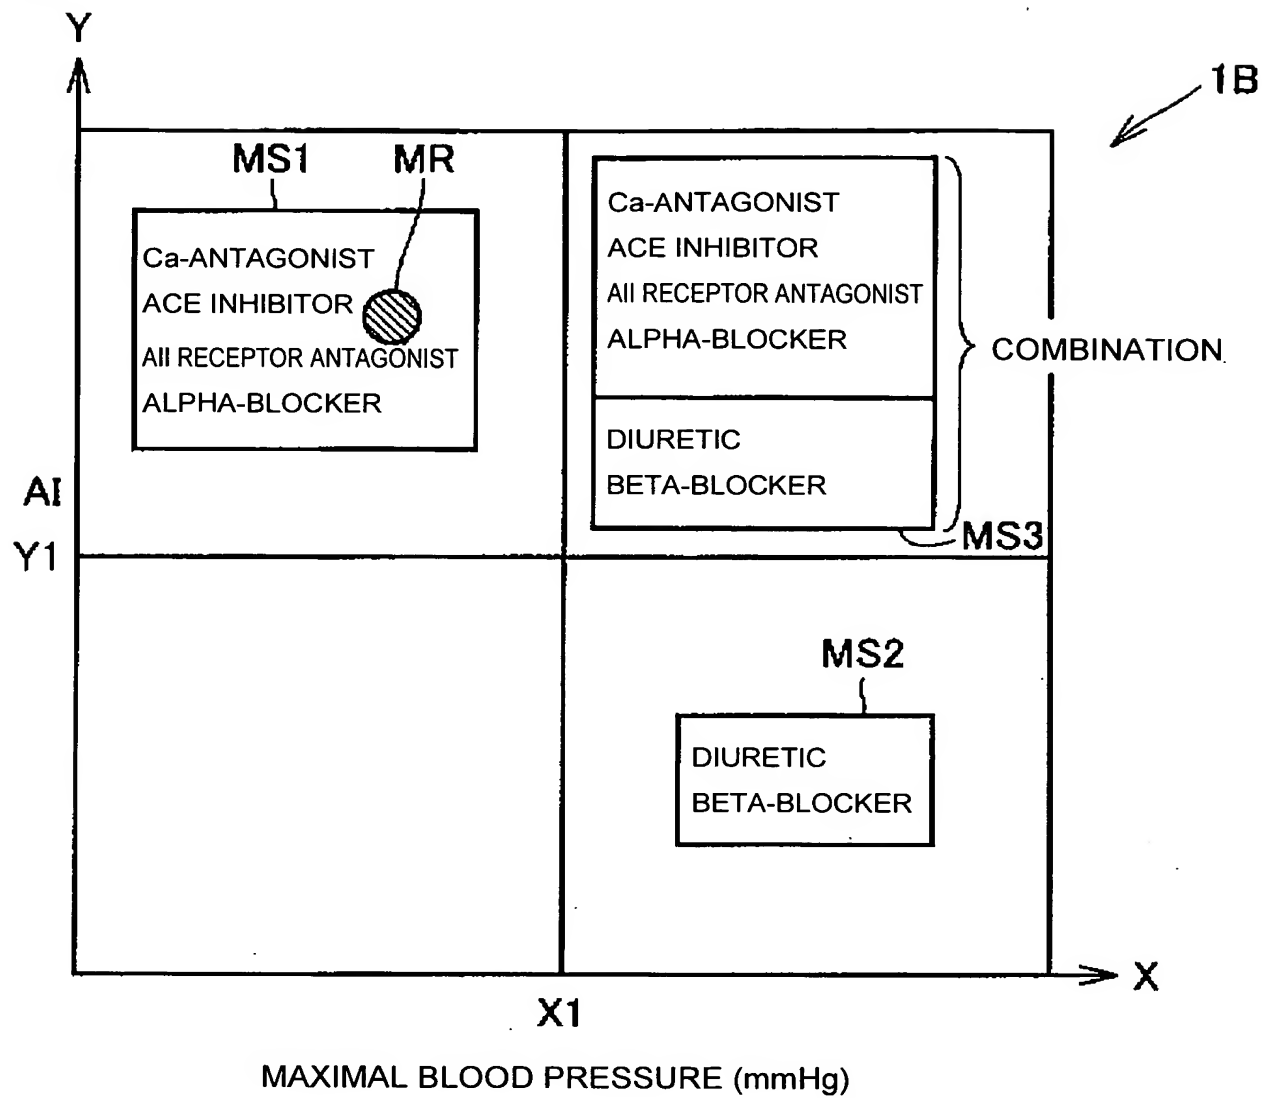 Y
1B
MS1
MR
Ca-ANTAGONIST
ACE INHIBITOR
AII RECEPTOR ANTAGONIST
ALPHA-BLOCKER
Ca-ANTAGONIST
ACE INHIBITOR
AII RECEPTOR ANTAGONIST
ALPHA-BLOCKER
DIURETIC
BETA-BLOCKER
COMBINATION
MS3
AI
Y1
MS2
DIURETIC
BETA-BLOCKER
X
X1
MAXIMAL BLOOD PRESSURE (mmHg)